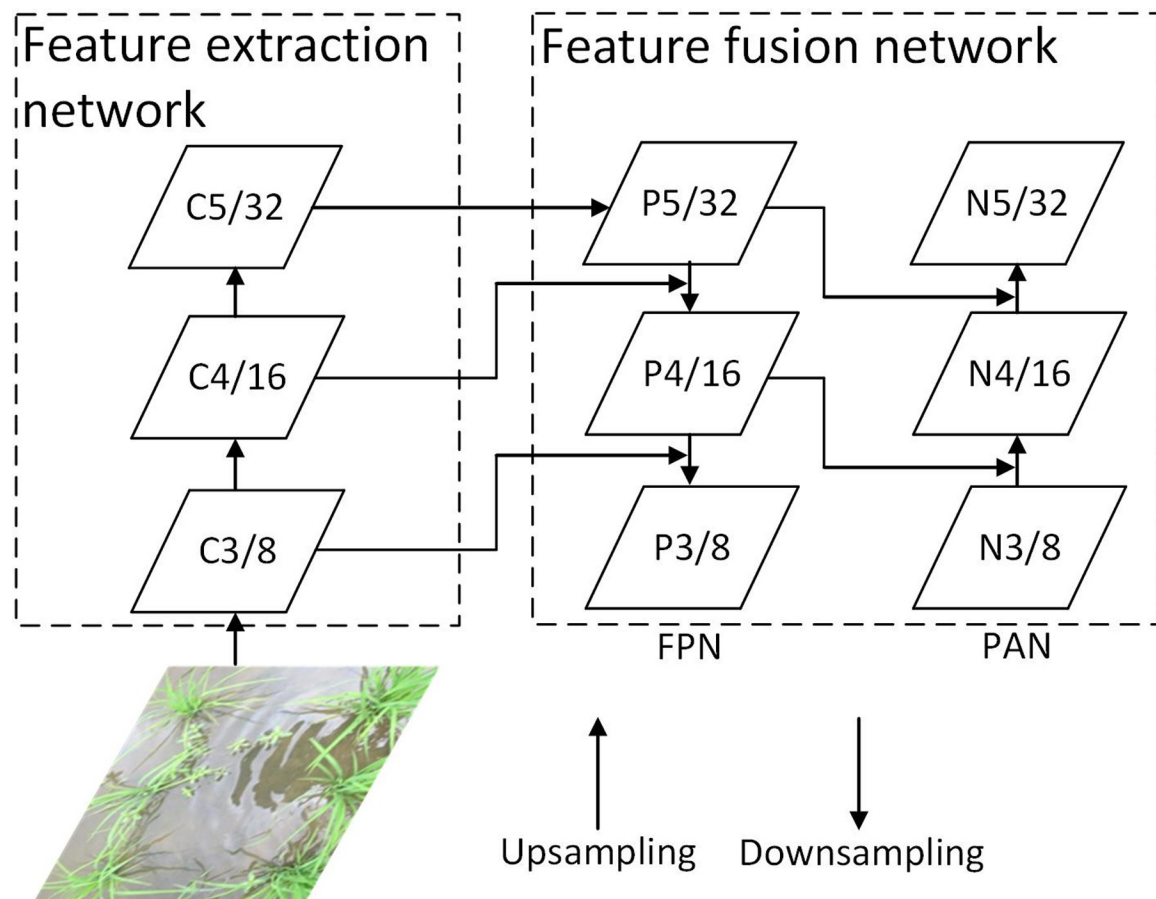 Feature extraction
network
Feature fusion network
C5/32
P5/32
N5/32
C4/16
P4/16
N4/16
C3/8
P3/8
N3/8
FPN
PAN
Upsampling
Downsampling